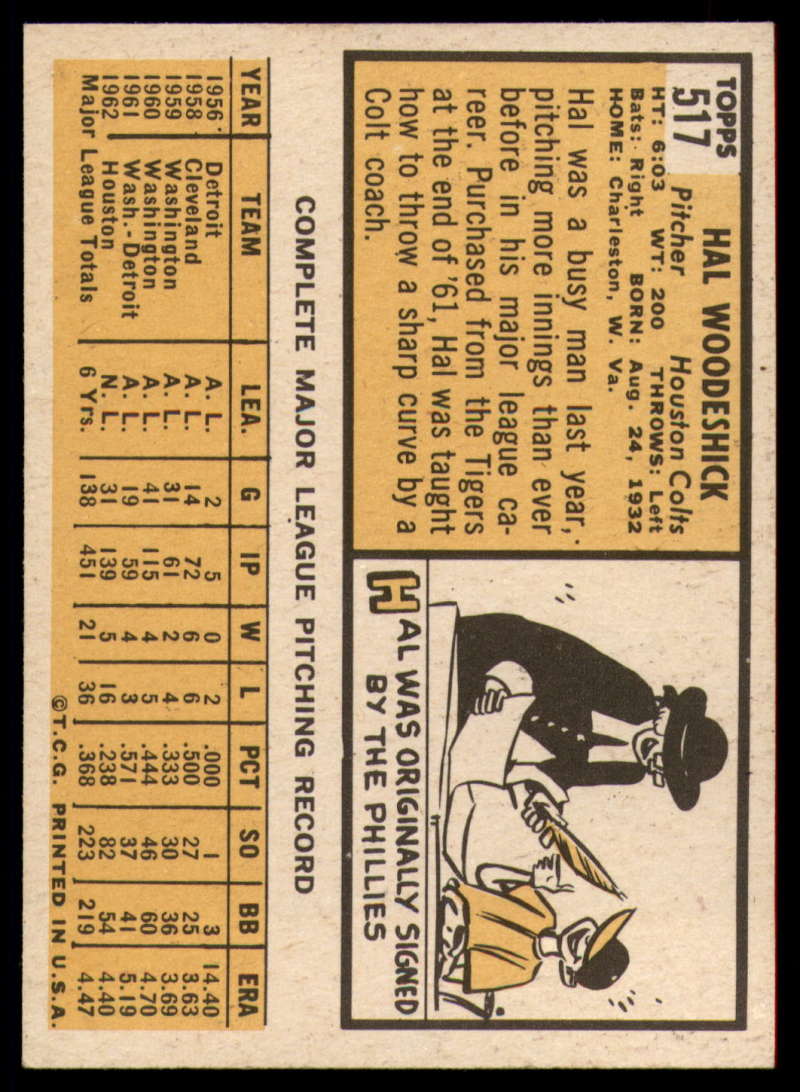 TOPPS
517
HAL WOODESHICK
Pitcher Houston Colts
HT: 6:03 WT: 200 THROWS: Left
Bats: Right BORN: Aug. 24, 1932
HOME: Charleston, W. Va.
Hal was a busy man last year,
pitching more innings than ever
before in his major league ca-
reer. Purchased from the Tigers
at the end of '61, Hal was taught
how to throw a sharp curve by a
Colt coach.
HAL WAS ORIGINALLY SIGNED
BY THE PHILLIES
COMPLETE MAJOR LEAGUE PITCHING RECORD
YEAR TEAM LEA. G IP W L PCT SO BB ERA
1956 Detroit A. L. 2 5 0 2 .000 1 3 14.40
1958 Cleveland A. L. 14 72 6 6 .500 27 25 3.63
1959 Washington A. L. 31 61 2 4 .333 30 36 3.69
1960 Washington A. L. 41 115 4 5 .444 46 60 4.70
1961 Wash.-Detroit A. L. 19 59 4 3 .571 37 41 5.19
1962 Houston N. L. 31 139 5 16 .238 82 54 4.40
Major League Totals 6 Yrs. 138 451 21 36 .368 223 219 4.47
©T.C.G. PRINTED IN U.S.A.